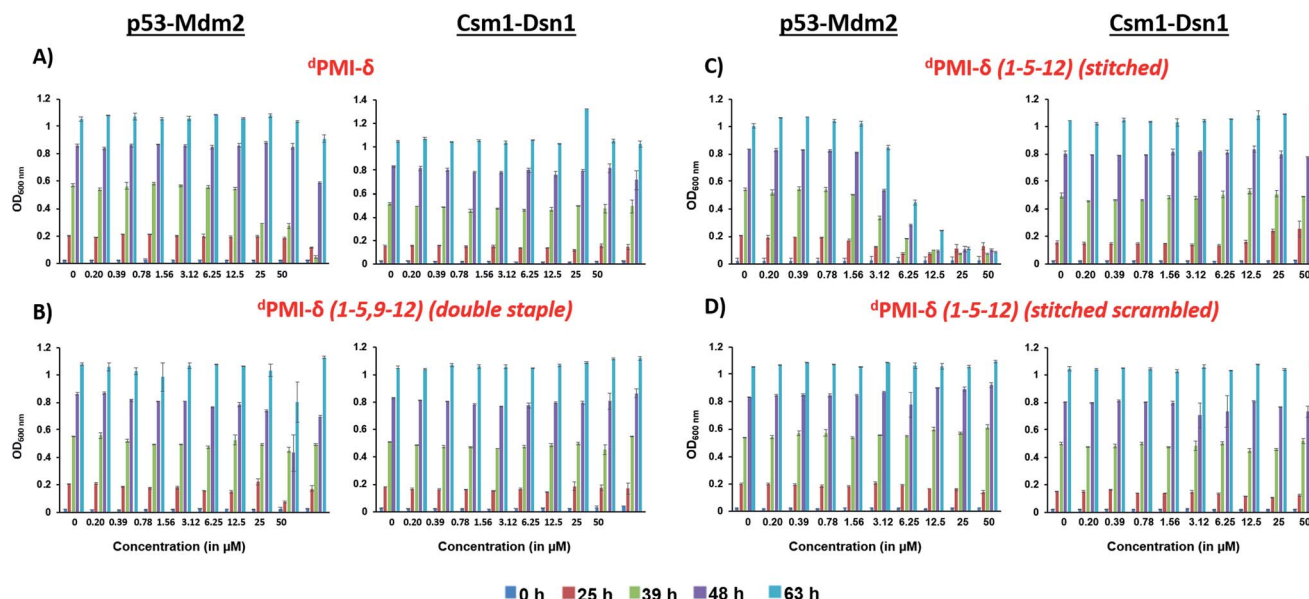 p53-Mdm2 Csm1-Dsn1 p53-Mdm2 Csm1-Dsn1
A) ᵈPMI-δ
1.2 1 0.8 0.6 0.4 0.2 0
OD600 nm
0 0.20 0.39 0.78 1.56 3.12 6.25 12.5 25 50
1.4 1.2 1 0.8 0.6 0.4 0.2 0
0 0.20 0.39 0.78 1.56 3.12 6.25 12.5 25 50
C) ᵈPMI-δ (1-5-12) (stitched)
1.2 1 0.8 0.6 0.4 0.2 0
OD600 nm
0 0.20 0.39 0.78 1.56 3.12 6.25 12.5 25 50
1.2 1 0.8 0.6 0.4 0.2 0
0 0.20 0.39 0.78 1.56 3.12 6.25 12.5 25 50
B) ᵈPMI-δ (1-5,9-12) (double staple)
1.2 1 0.8 0.6 0.4 0.2 0
OD600 nm
0 0.20 0.39 0.78 1.56 3.12 6.25 12.5 25 50
Concentration (in µM)
1.2 1 0.8 0.6 0.4 0.2 0
0 0.20 0.39 0.78 1.56 3.12 6.25 12.5 25 50
Concentration (in µM)
D) ᵈPMI-δ (1-5-12) (stitched scrambled)
1.2 1 0.8 0.6 0.4 0.2 0
OD600 nm
0 0.20 0.39 0.78 1.56 3.12 6.25 12.5 25 50
Concentration (in µM)
1.2 1 0.8 0.6 0.4 0.2 0
0 0.20 0.39 0.78 1.56 3.12 6.25 12.5 25 50
Concentration (in µM)
0 h 25 h 39 h 48 h 63 h